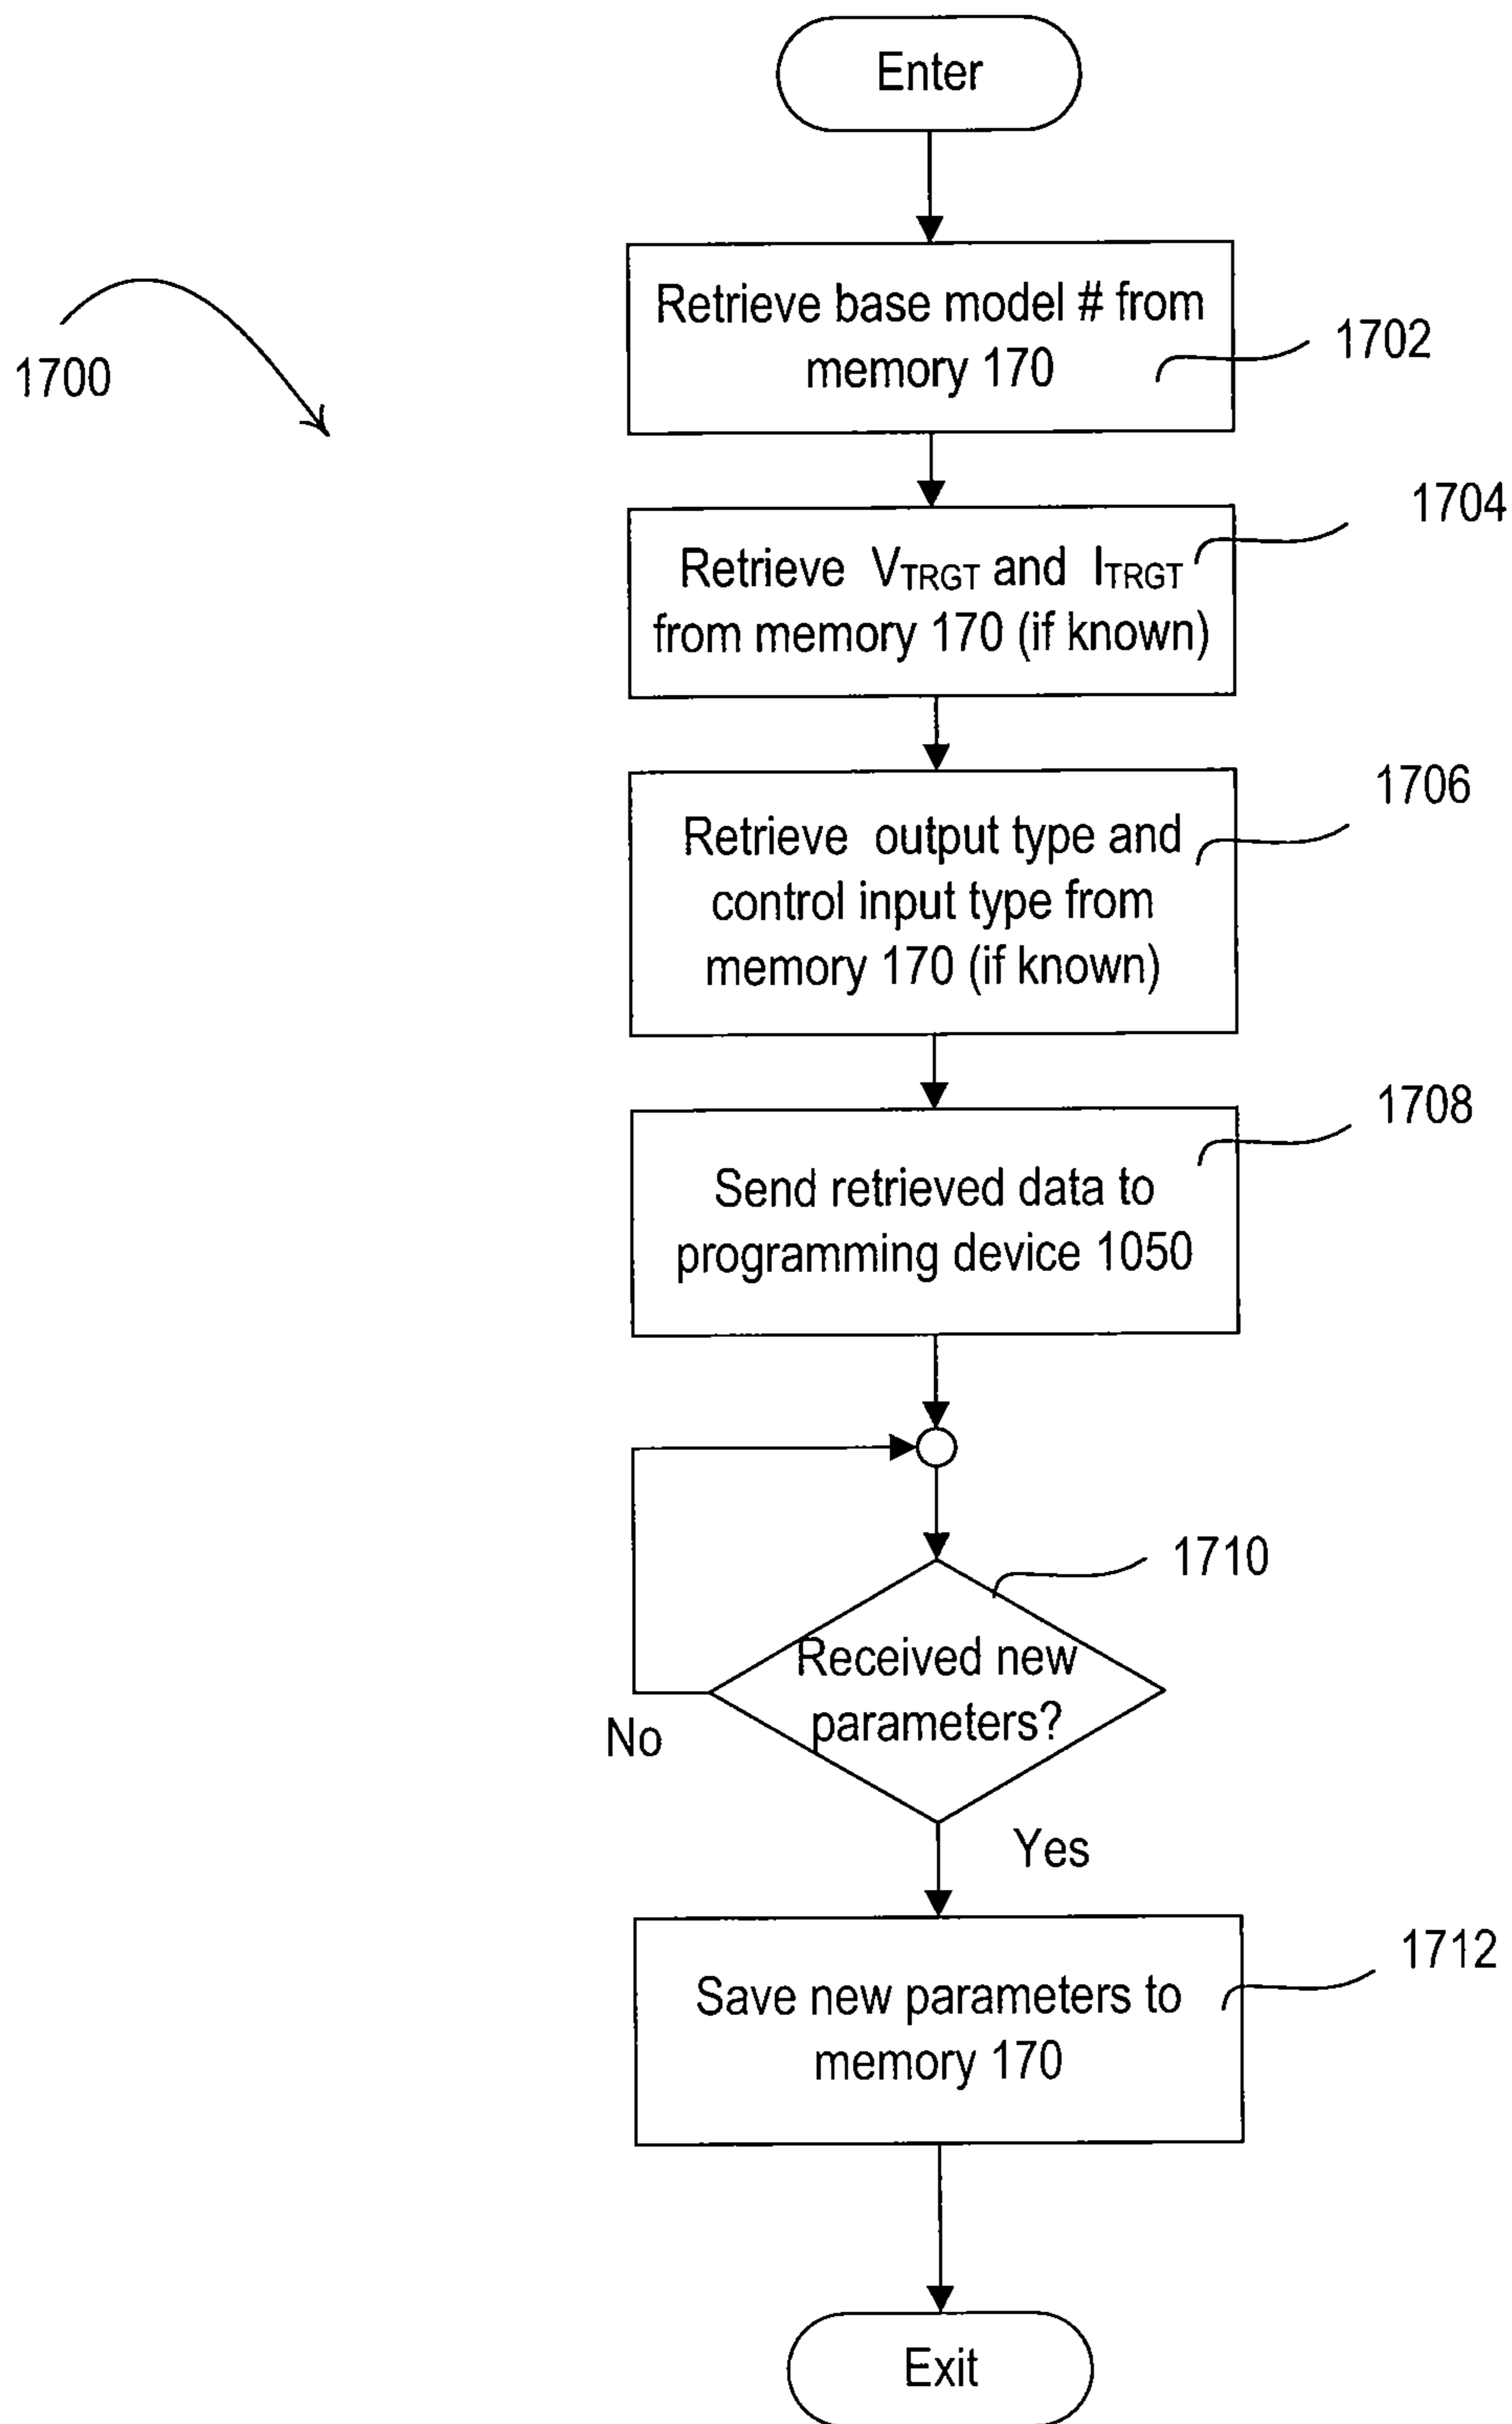 Enter
Retrieve base model # from
memory 170
1702
1700
1704
Retrieve VTRGT and ITRGT
from memory 170 (if known)
1706
Retrieve output type and
control input type from
memory 170 (if known)
1708
Send retrieved data to
programming device 1050
1710
Received new
parameters?
No
Yes
1712
Save new parameters to
memory 170
Exit